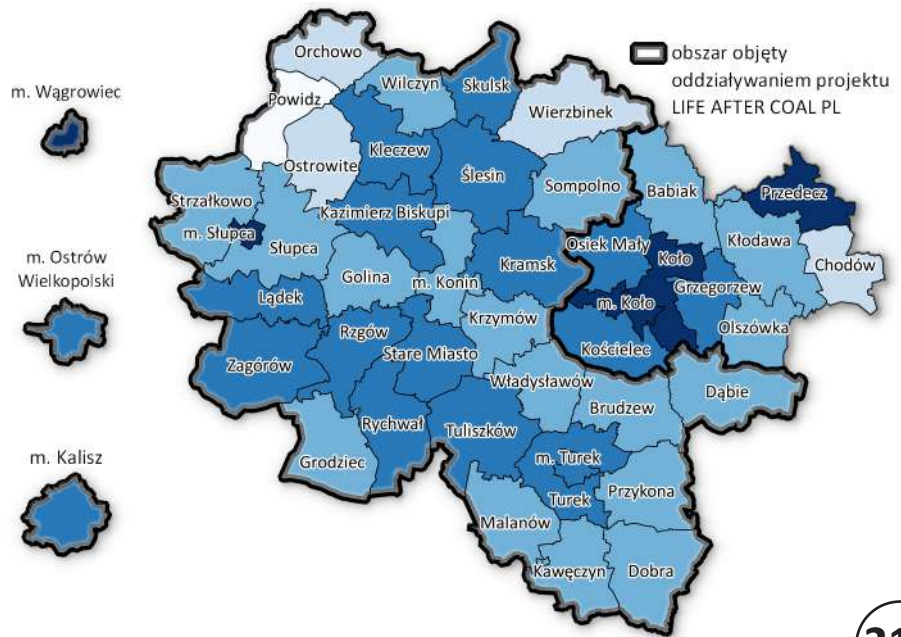 Orchowo
obszar objęty
oddziaływaniem projektu
LIFE AFTER COAL PL
m. Wągrowiec
Powidz
Wilczyn
Skulsk
Wierzbinek
Ostrowite
Kleczew
Ślesin
Sompolno
Strzałkowo
Kazimierz Biskupi
Babiak
Przedecz
m. Słupca
Słupca
Osiek Mały
Koło
Kłodawa
Chodów
m. Ostrów
Wielkopolski
Golina
m. Konin
Kramsk
Lądek
Grzegorzew
m. Koło
Olszówka
Krzymów
Rzgów
Zagórów
Stare Miasto
Kościelec
Władysławów
Brudzew
Dąbie
Rychwał
Tuliszków
m. Kalisz
Grodziec
m. Turek
Przykona
Turek
Malanów
Kawęczyn
Dobra